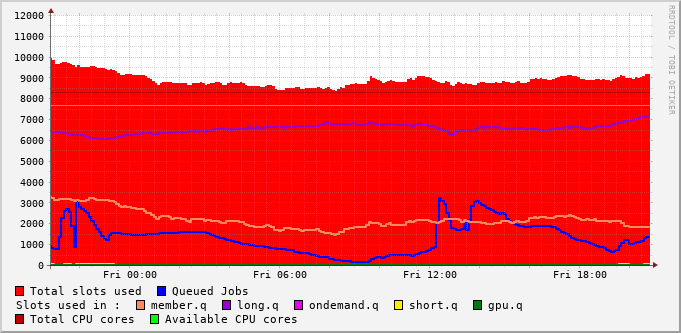 12000
11000
10000
9000
8000
7000
6000
5000
4000
3000
2000
1000
0
Fri 00:00 Fri 06:00 Fri 12:00 Fri 18:00
RRDTOOL / TOBI OETIKER
Total slots used Queued Jobs
Slots used in : member.q long.q ondemand.q short.q gpu.q
Total CPU cores Available CPU cores